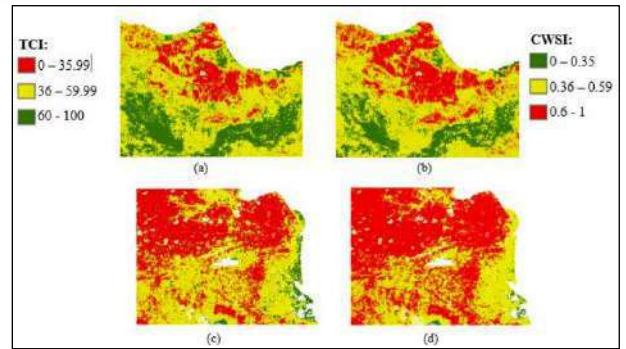 TCI:
0 – 35.99
36 – 59.99
60 - 100
CWSI:
0 – 0.35
0.36 – 0.59
0.6 - 1
(a)
(b)
(c)
(d)